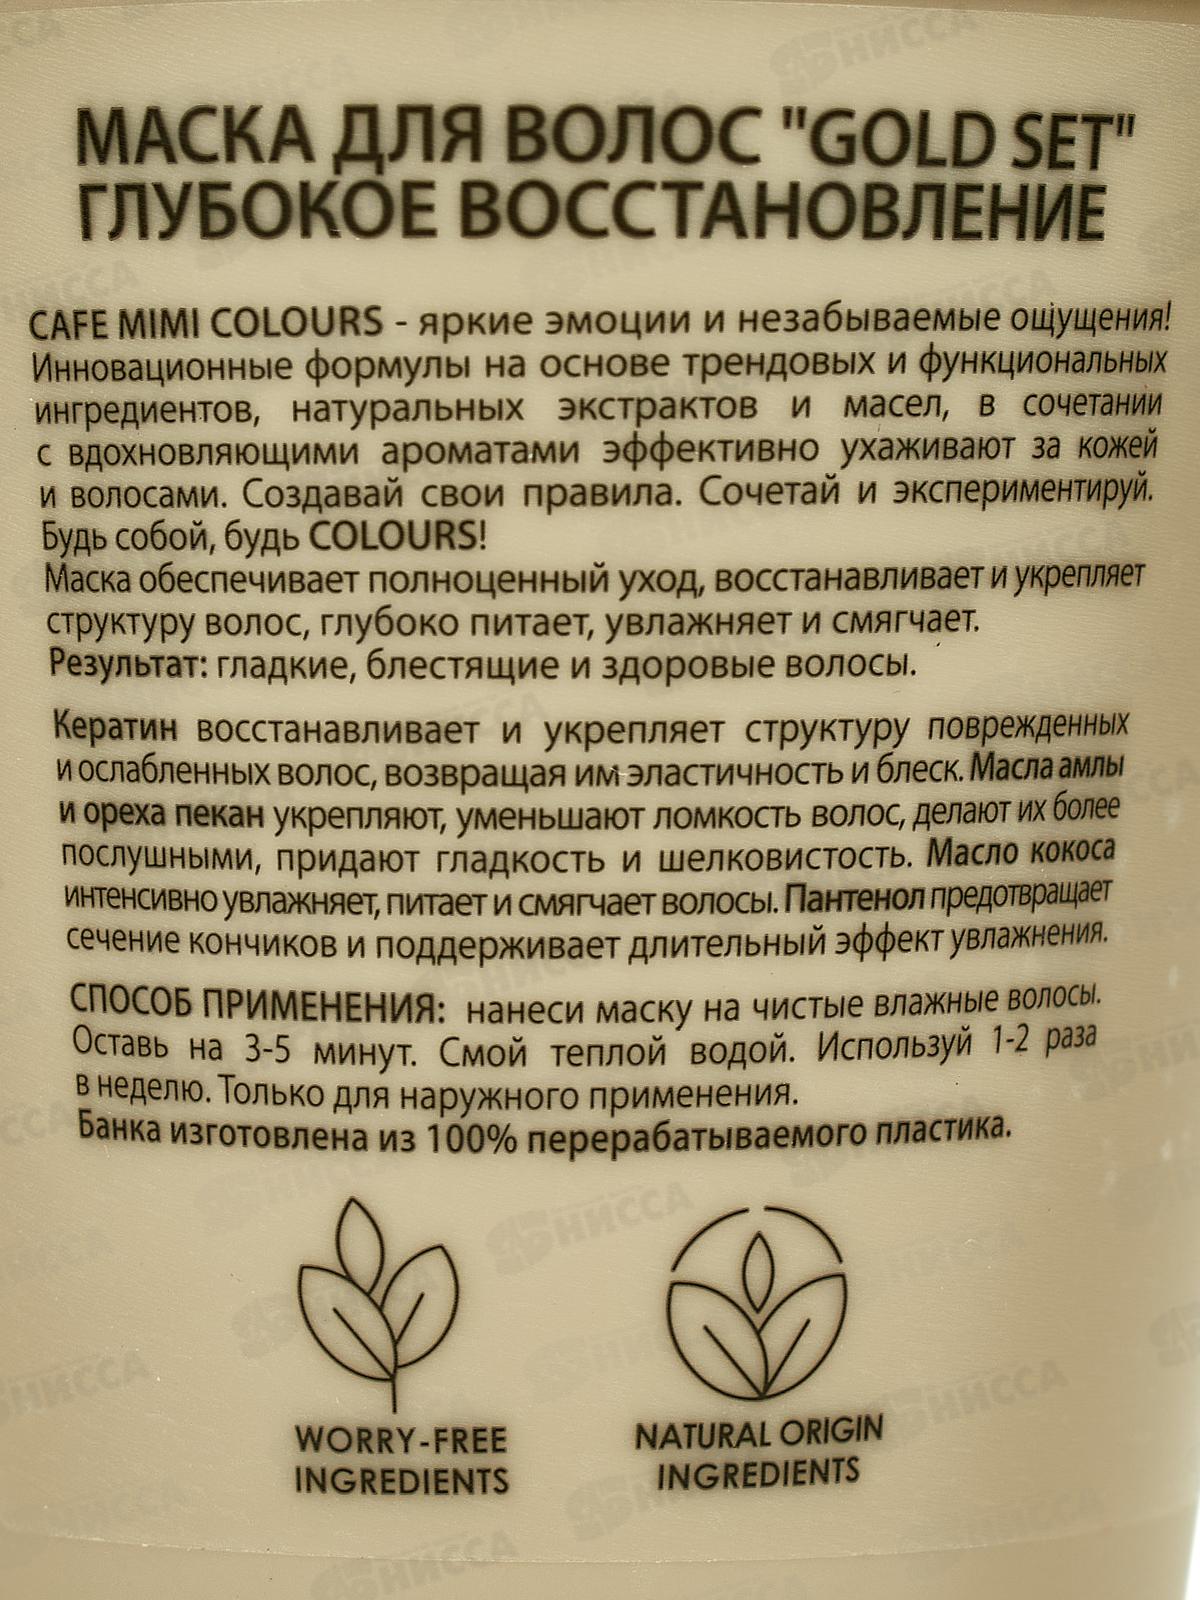 МАСКА ДЛЯ ВОЛОС "GOLD SET"
ГЛУБОКОЕ ВОССТАНОВЛЕНИЕ
CAFE MIMI COLOURS - яркие эмоции и незабываемые ощущения!
Инновационные формулы на основе трендовых и функциональных
ингредиентов, натуральных экстрактов и масел, в сочетании
с вдохновляющими ароматами эффективно ухаживают за кожей
и волосами. Создавай свои правила. Сочетай и экспериментируй.
Будь собой, будь COLOURS!
Маска обеспечивает полноценный уход, восстанавливает и укрепляет
структуру волос, глубоко питает, увлажняет и смягчает.
Результат: гладкие, блестящие и здоровые волосы.
Кератин восстанавливает и укрепляет структуру поврежденных
и ослабленных волос, возвращая им эластичность и блеск. Масла амлы
и ореха пекан укрепляют, уменьшают ломкость волос, делают их более
послушными, придают гладкость и шелковистость. Масло кокоса
интенсивно увлажняет, питает и смягчает волосы. Пантенол предотвращает
сечение кончиков и поддерживает длительный эффект увлажнения.
СПОСОБ ПРИМЕНЕНИЯ: нанеси маску на чистые влажные волосы.
Оставь на 3-5 минут. Смой теплой водой. Используй 1-2 раза
в неделю. Только для наружного применения.
Банка изготовлена из 100% перерабатываемого пластика.
WORRY-FREE
INGREDIENTS
NATURAL ORIGIN
INGREDIENTS